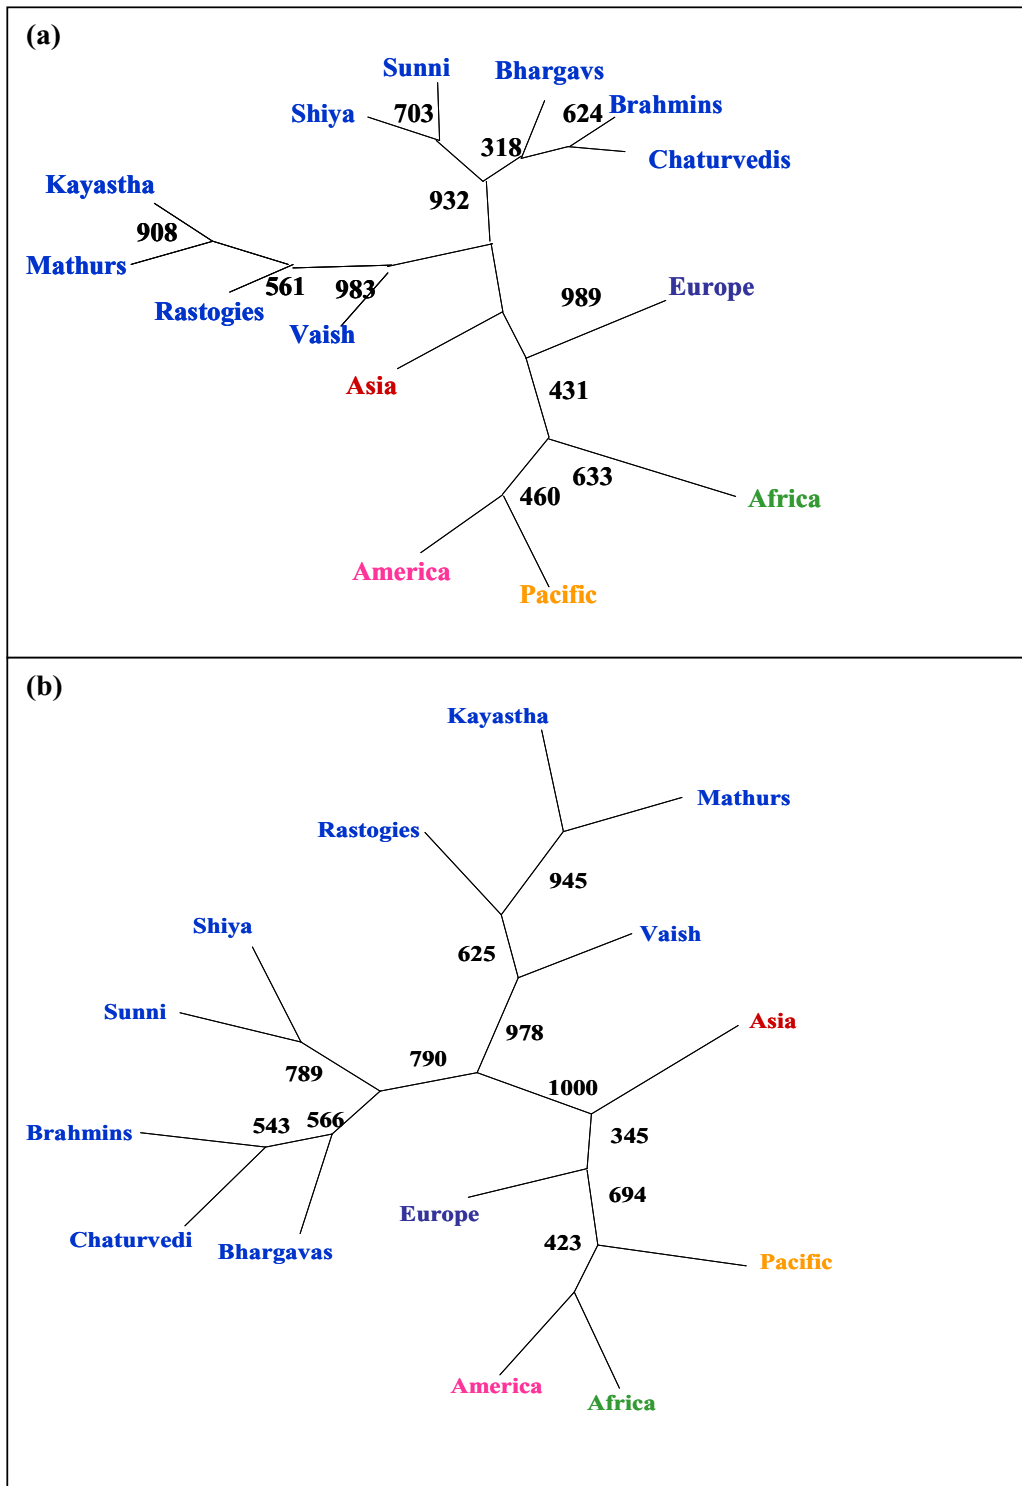 (a)
Sunni
Bhargavs
Shiya
703
624
Brahmins
318
Chaturvedis
Kayastha
932
908
Mathurs
561
983
Rastogies
Vaish
989
Europe
Asia
431
633
460
Africa
America
Pacific
(b)
Kayastha
Mathurs
Rastogies
945
Shiya
625
Vaish
Sunni
978
Asia
790
789
1000
543
566
Brahmins
345
694
Europe
Chaturvedi
Bhargavas
423
Pacific
America
Africa